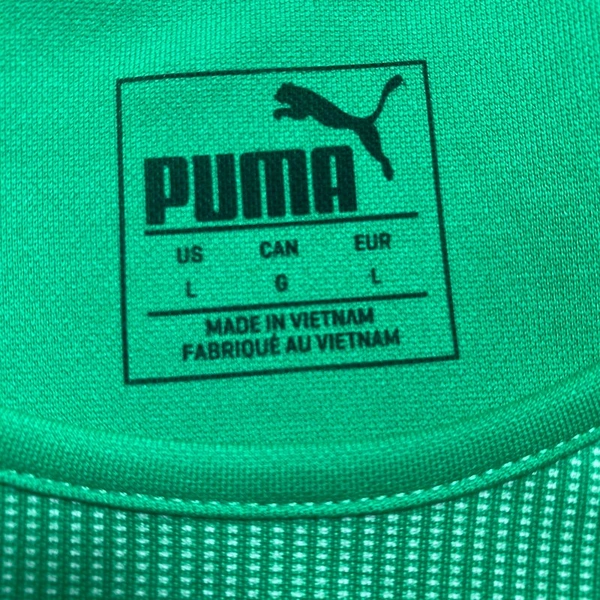 PUMA
US CAN EUR
L G L
MADE IN VIETNAM
FABRIQUÉ AU VIETNAM